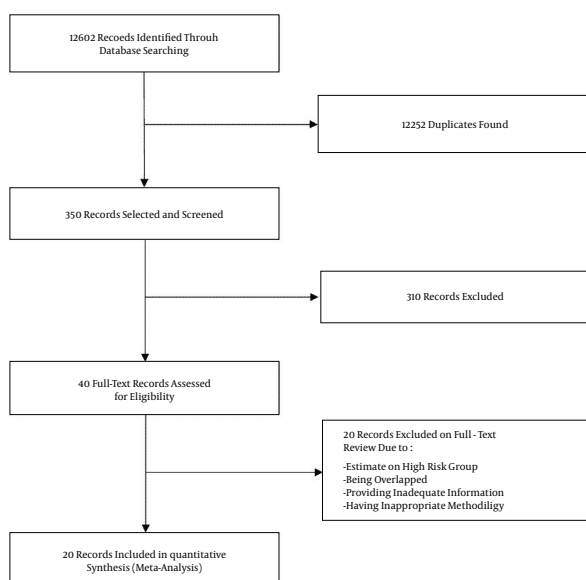 12602 Recoeds Identified Throuh
Database Searching
12252 Duplicates Found
350 Records Selected and Screened
310 Records Excluded
40 Full-Text Records Assessed
for Eligibility
20 Records Excluded on Full - Text
Review Due to :
-Estimate on High Risk Group
-Being Overlapped
-Providing Inadequate Information
-Having Inappropriate Methodiligy
20 Records Included in quantitative
Synthesis (Meta-Analysis)